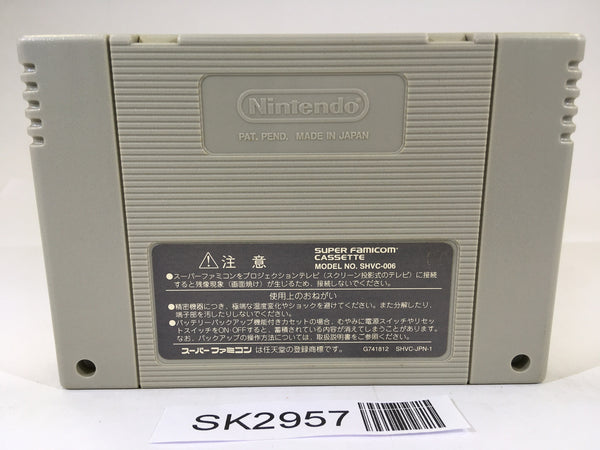 Nintendo
PAT. PEND. MADE IN JAPAN
⚠注意
SUPER FAMICOM
CASSETTE
MODEL NO. SHVC-006
●スーパーファミコンをプロジェクションテレビ(スクリーン投影式のテレビ)に接続
すると残像現象(画面焼け)が生じるため、接続しないでください。
使用上のおねがい
●精密機器につき、極端な温度変化やショックを避けてください。また分解したり、
端子部を汚したりしないでください。
●バッテリーバックアップ機能付きカセットの場合、むやみに電源スイッチやリセ
ットスイッチをON OFFすると、蓄積されている内容が消えてしまうことがあります。
なお、バックアップの操作方法については、取扱説明書をご参照ください。
スーパーファミコンは任天堂の登録商標です。
G741812 SHVC-JPN-1
SK2957